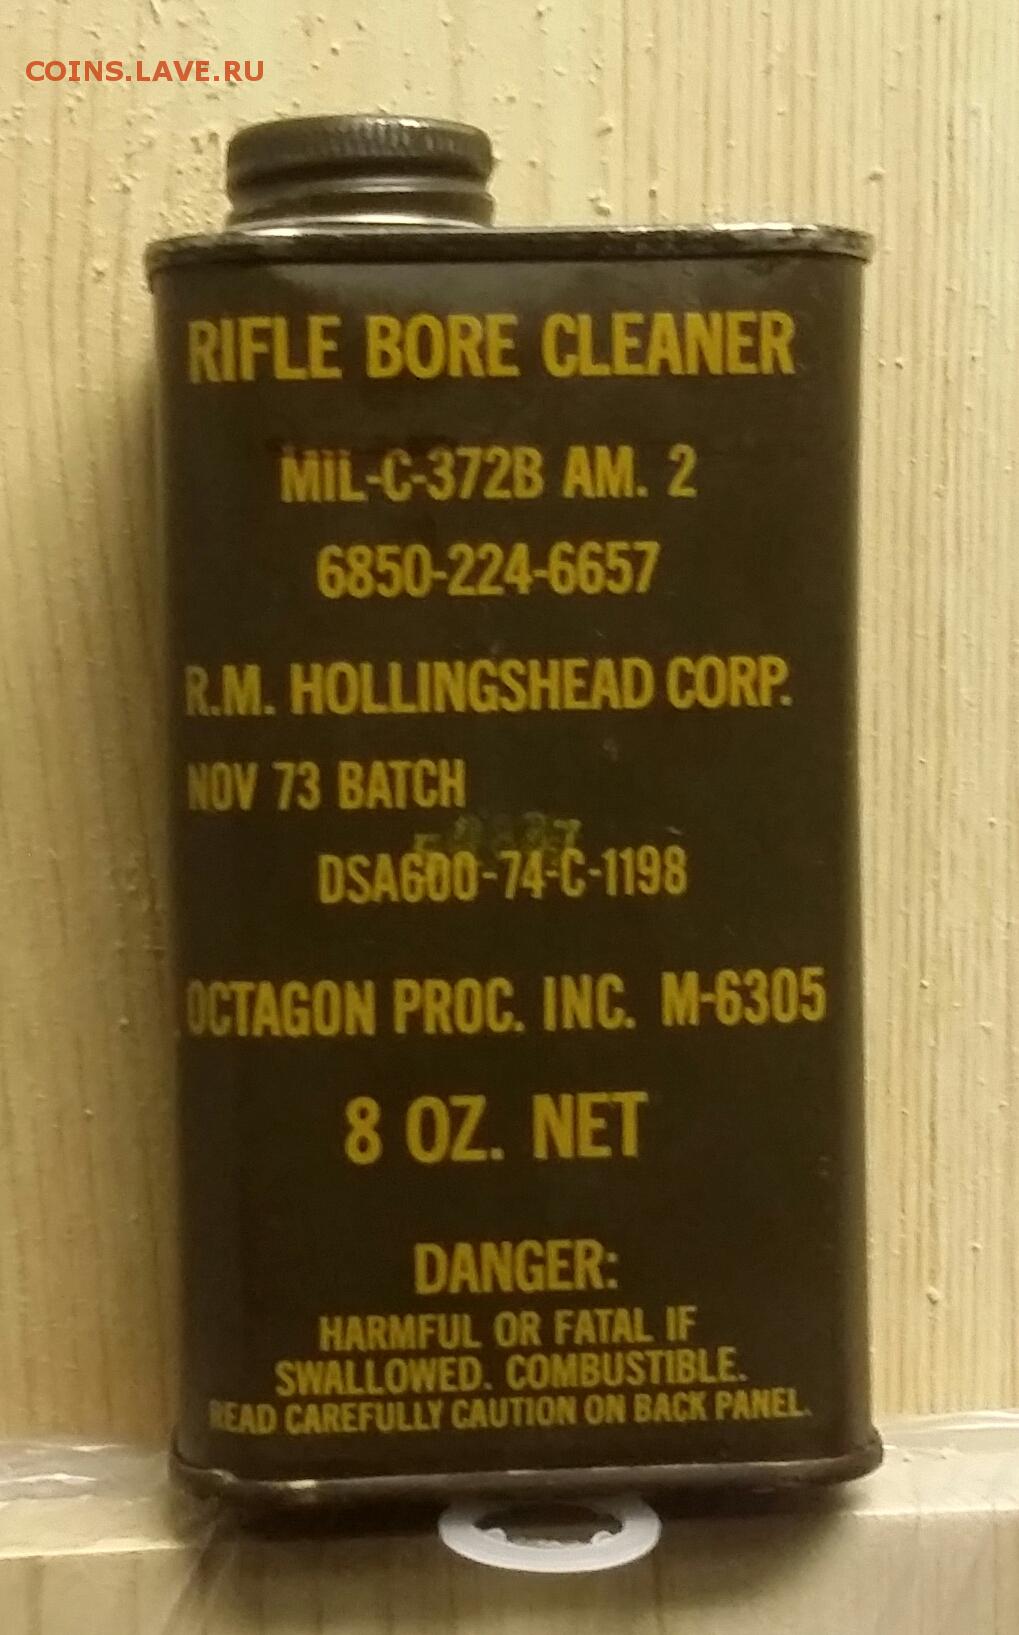 COINS.LAVE.RU
RIFLE BORE CLEANER
MIL-C-372B AM. 2
6850-224-6657
R.M. HOLLINGSHEAD CORP.
NOV 73 BATCH
DSA600-74-C-1198
OCTAGON PROC. INC. M-6305
8 OZ. NET
DANGER:
HARMFUL OR FATAL IF
SWALLOWED. COMBUSTIBLE.
READ CAREFULLY CAUTION ON BACK PANEL.